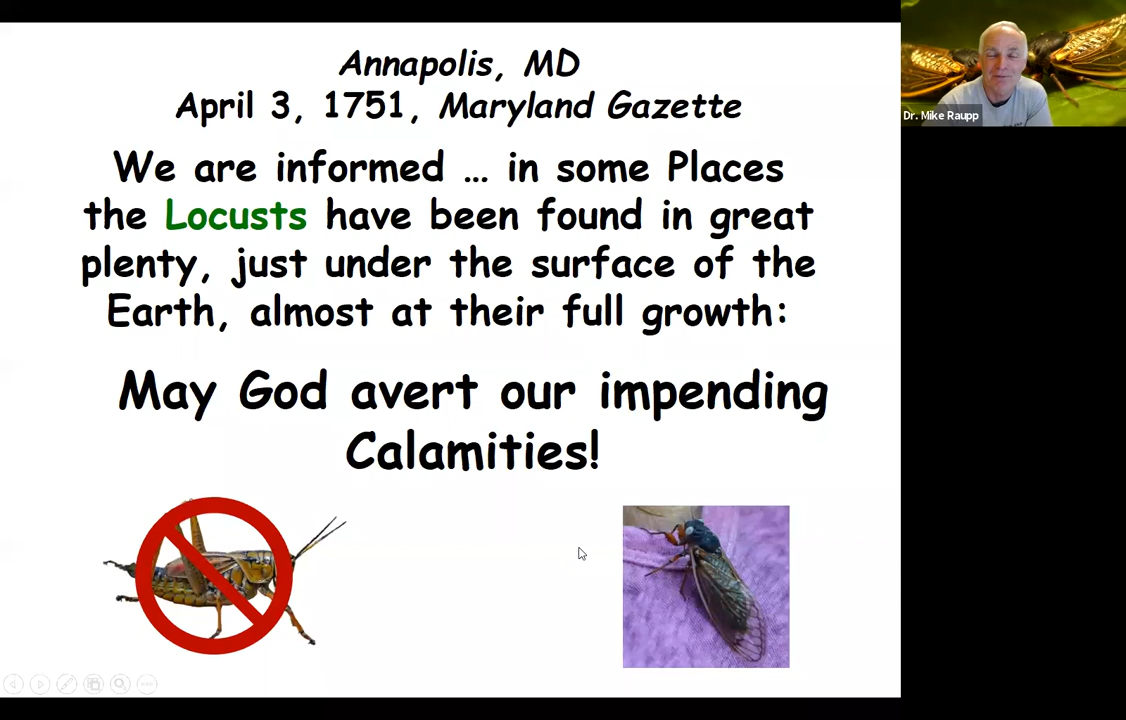 Annapolis, MD
April 3, 1751, Maryland Gazette
We are informed … in some Places
the Locusts have been found in great
plenty, just under the surface of the
Earth, almost at their full growth:
May God avert our impending
Calamities!
Dr. Mike Raupp